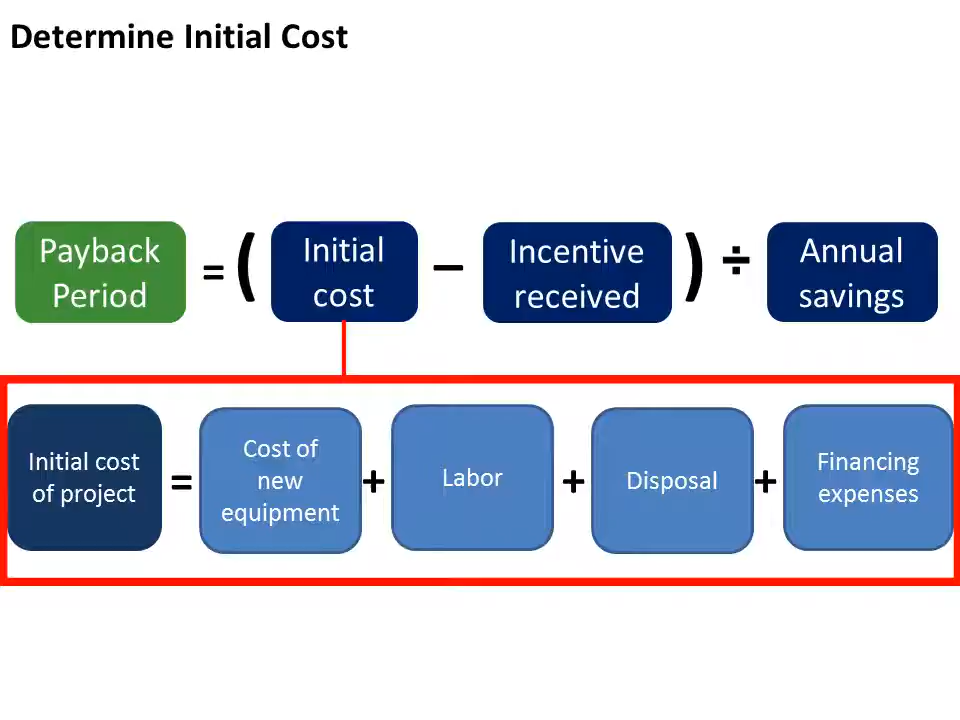 Determine Initial Cost
Payback
Period
=
(
Initial
cost
–
Incentive
received
)
÷
Annual
savings
Initial cost
of project
=
Cost of
new
equipment
+
Labor
+
Disposal
+
Financing
expenses